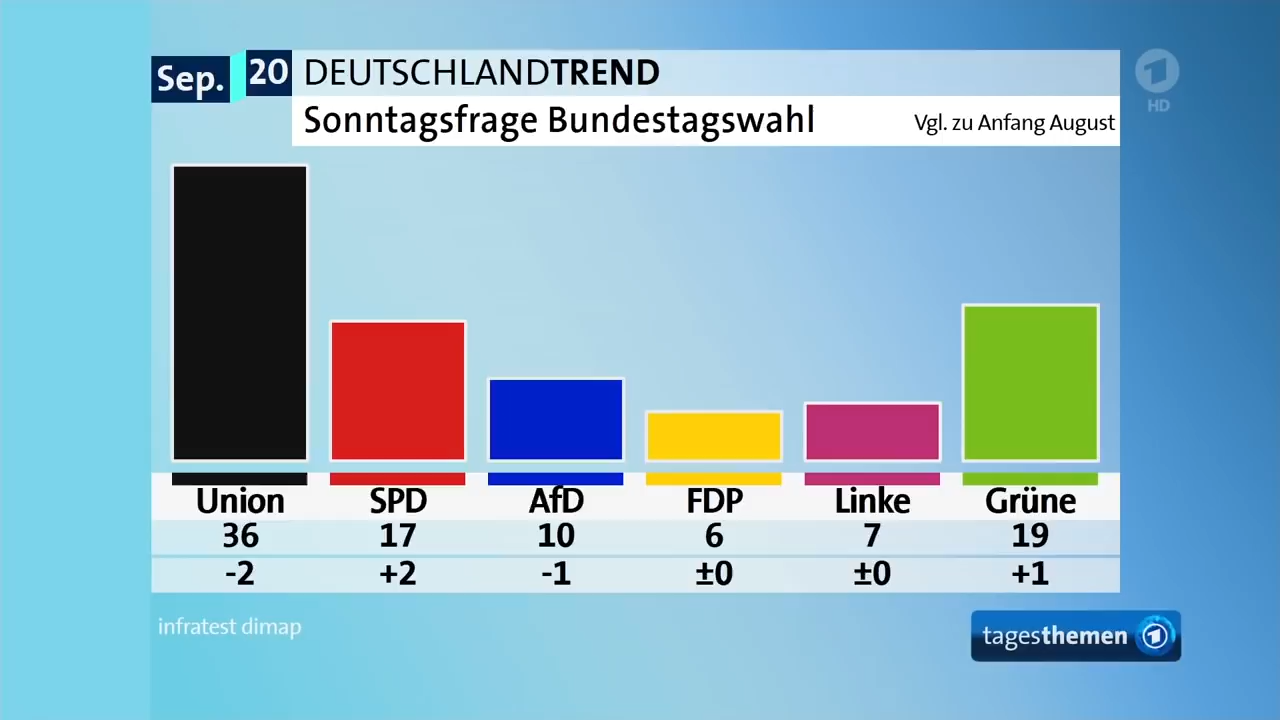 Sep. 20 DEUTSCHLANDTREND
Sonntagsfrage Bundestagswahl Vgl. zu Anfang August
1
HD
Union SPD AfD FDP Linke Grüne
36 17 10 6 7 19
-2 +2 -1 ±0 ±0 +1
infratest dimap
tagesthemen 1